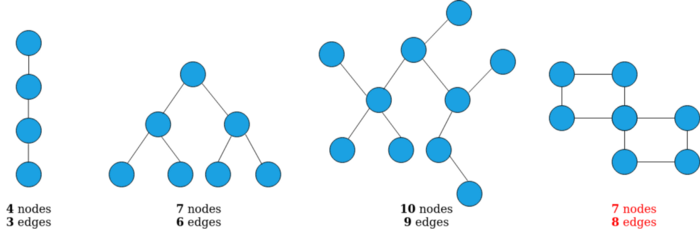 4 nodes
3 edges
7 nodes
6 edges
10 nodes
9 edges
7 nodes
8 edges